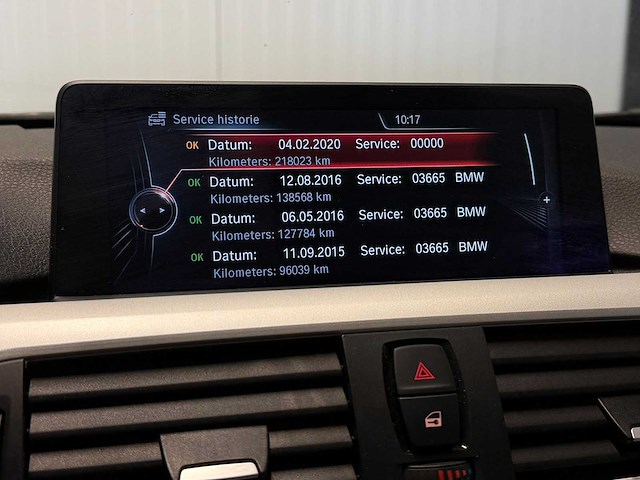 Service historie 10:17
OK Datum: 04.02.2020 Service: 00000
Kilometers: 218023 km
OK Datum: 12.08.2016 Service: 03665 BMW
Kilometers: 138568 km
OK Datum: 06.05.2016 Service: 03665 BMW
Kilometers: 127784 km
OK Datum: 11.09.2015 Service: 03665 BMW
Kilometers: 96039 km